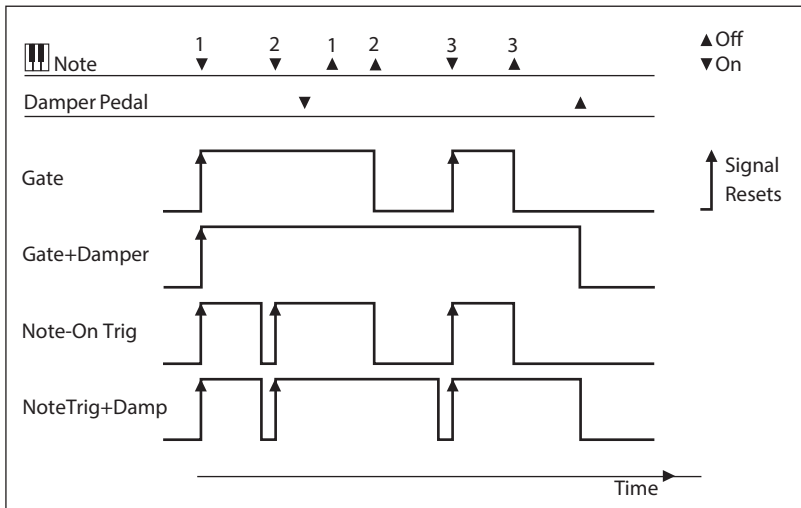 1 2 1 2 3 3
▲Off
Note
▼On
Damper Pedal
Gate
Signal
Resets
Gate+Damper
Note-On Trig
NoteTrig+Damp
Time